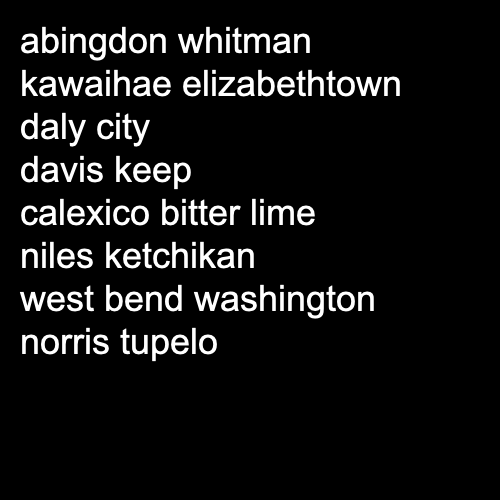 abingdon whitman
kawaihae elizabethtown
daly city
davis keep
calexico bitter lime
niles ketchikan
west bend washington
norris tupelo